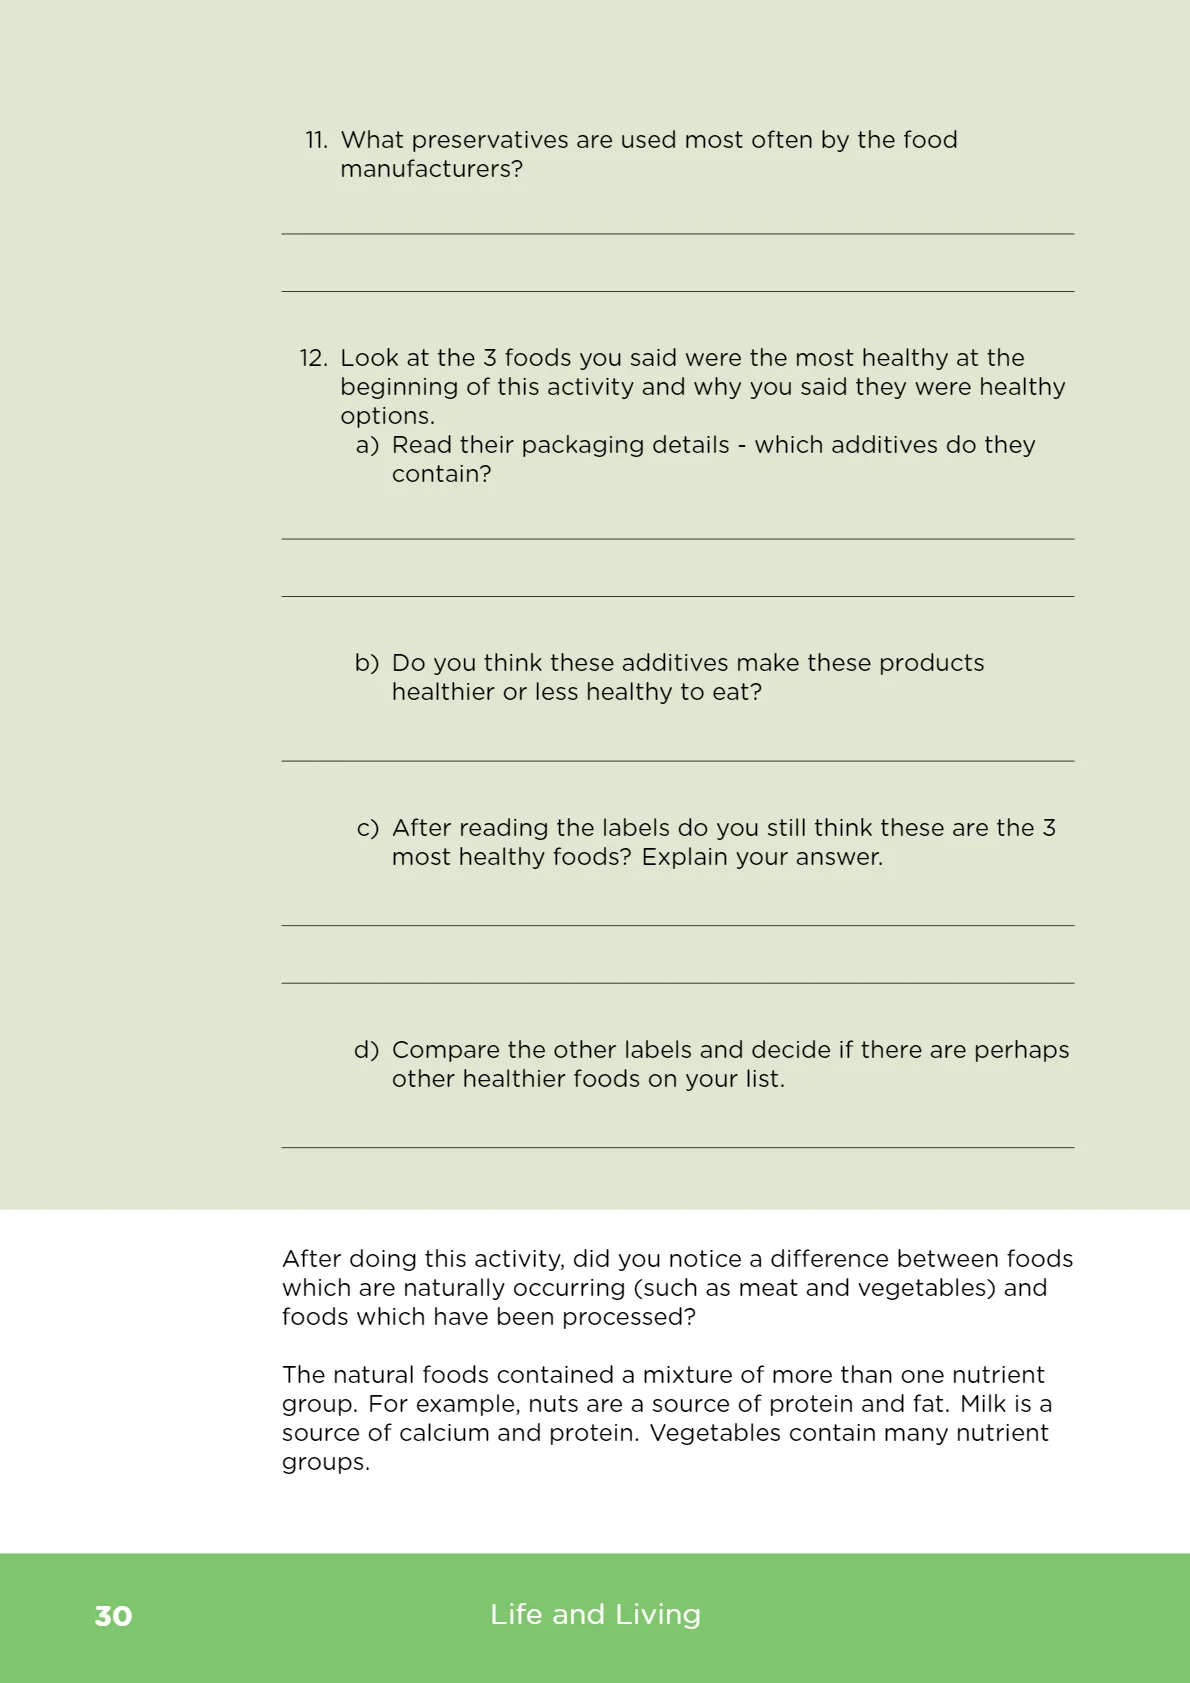 11. What preservatives are used most often by the food
manufacturers?
12. Look at the 3 foods you said were the most healthy at the
beginning of this activity and why you said they were healthy
options.
a) Read their packaging details - which additives do they
contain?
b) Do you think these additives make these products
healthier or less healthy to eat?
c) After reading the labels do you still think these are the 3
most healthy foods? Explain your answer.
d) Compare the other labels and decide if there are perhaps
other healthier foods on your list.
After doing this activity, did you notice a difference between foods
which are naturally occurring (such as meat and vegetables) and
foods which have been processed?
The natural foods contained a mixture of more than one nutrient
group. For example, nuts are a source of protein and fat. Milk is a
source of calcium and protein. Vegetables contain many nutrient
groups.
30 Life and Living